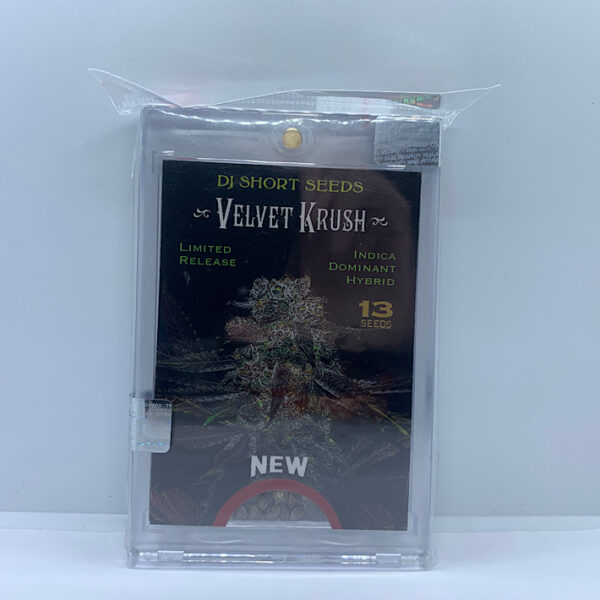 DJ SHORT SEEDS
VELVET KRUSH
LIMITED
RELEASE
INDICA
DOMINANT
HYBRID
13
SEEDS
NEW